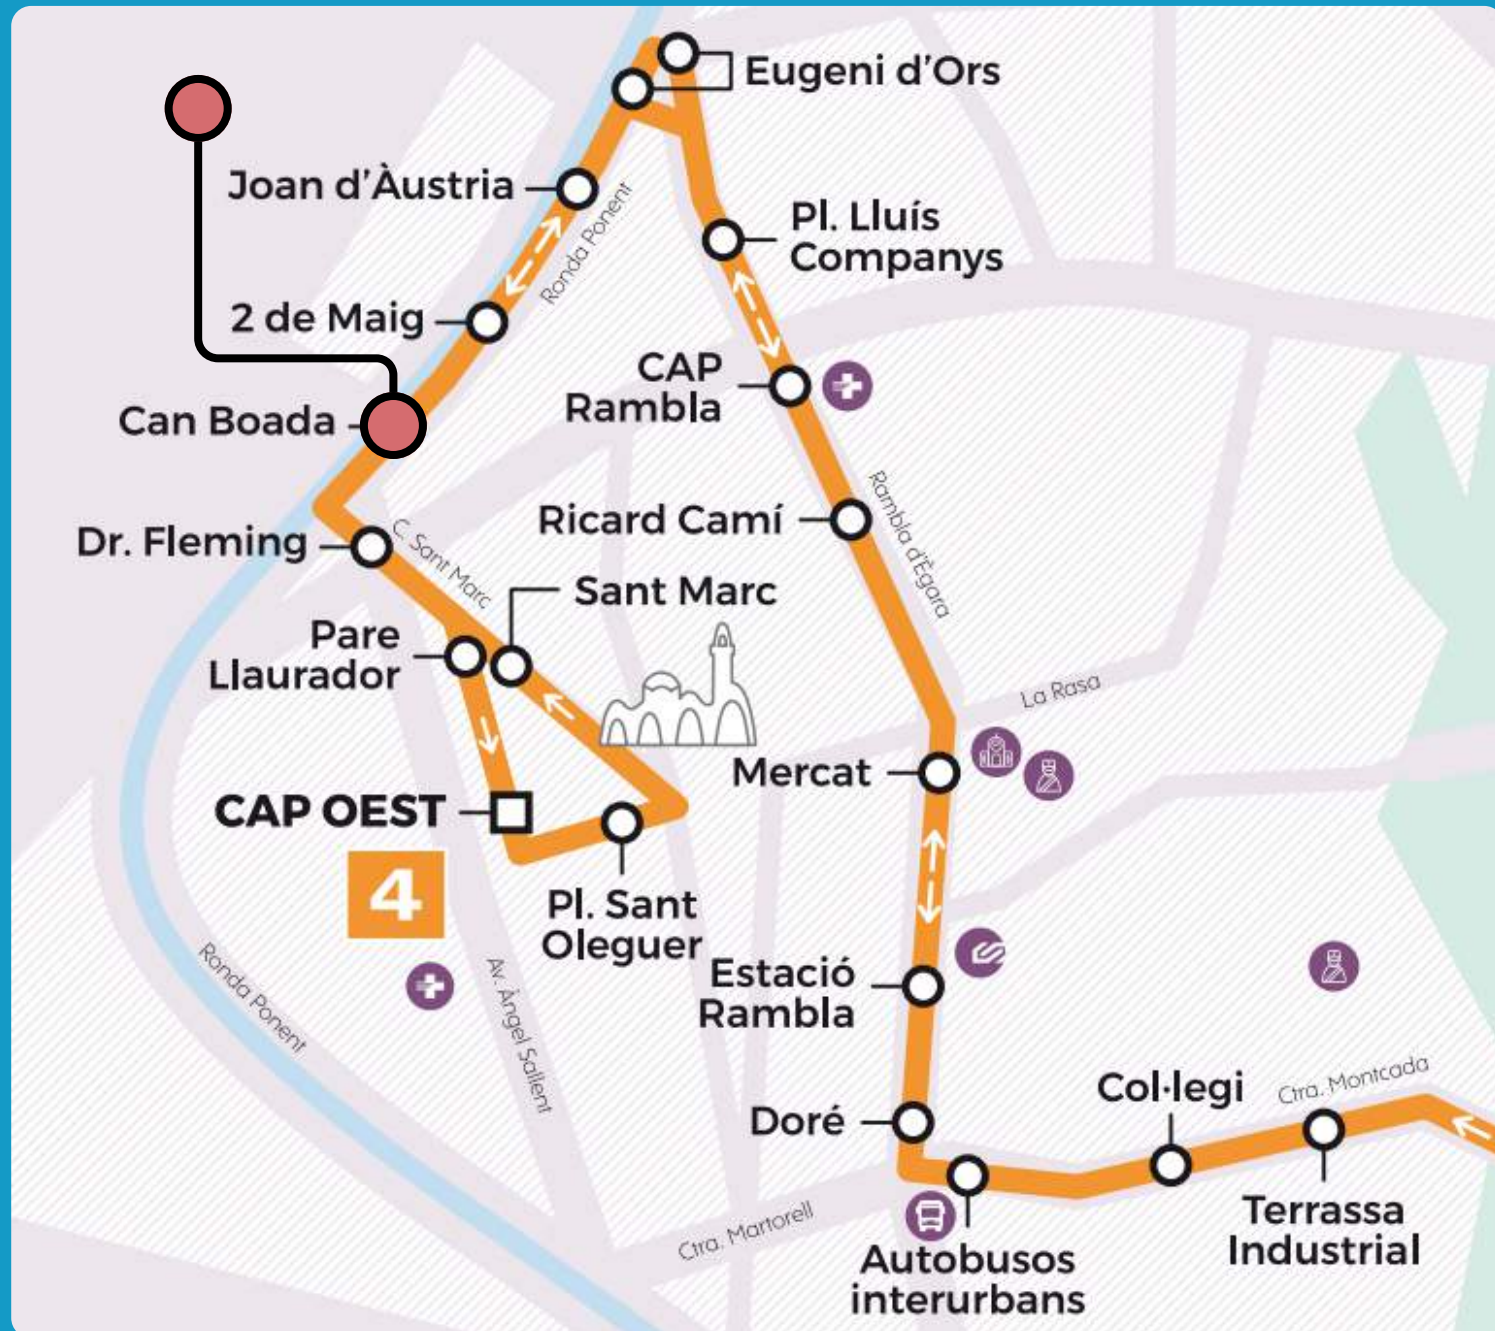 Eugeni d'Ors
Joan d'Àustria
Ronda Ponent
Pl. Lluís
Companys
2 de Maig
CAP
Rambla
Can Boada
Rambla d'Ègara
Ricard Camí
Dr. Fleming
C. Sant Marc
Sant Marc
Pare
Llaurador
La Rasa
Mercat
CAP OEST
4
Pl. Sant
Oleguer
Ronda Ponent
Av. Àngel Sallent
Estació
Rambla
Doré
Col·legi
Ctra. Montcada
Ctra. Martorell
Terrassa
Industrial
Autobusos
interurbans